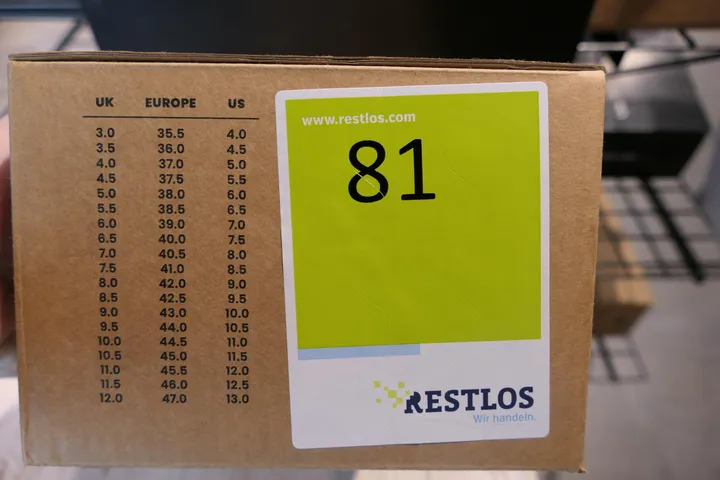 UK EUROPE US
3.0 35.5 4.0
3.5 36.0 4.5
4.0 37.0 5.0
4.5 37.5 5.5
5.0 38.0 6.0
5.5 38.5 6.5
6.0 39.0 7.0
6.5 40.0 7.5
7.0 40.5 8.0
7.5 41.0 8.5
8.0 42.0 9.0
8.5 42.5 9.5
9.0 43.0 10.0
9.5 44.0 10.5
10.0 44.5 11.0
10.5 45.0 11.5
11.0 45.5 12.0
11.5 46.0 12.5
12.0 47.0 13.0
www.restlos.com
81
RESTLOS
Wir handeln.